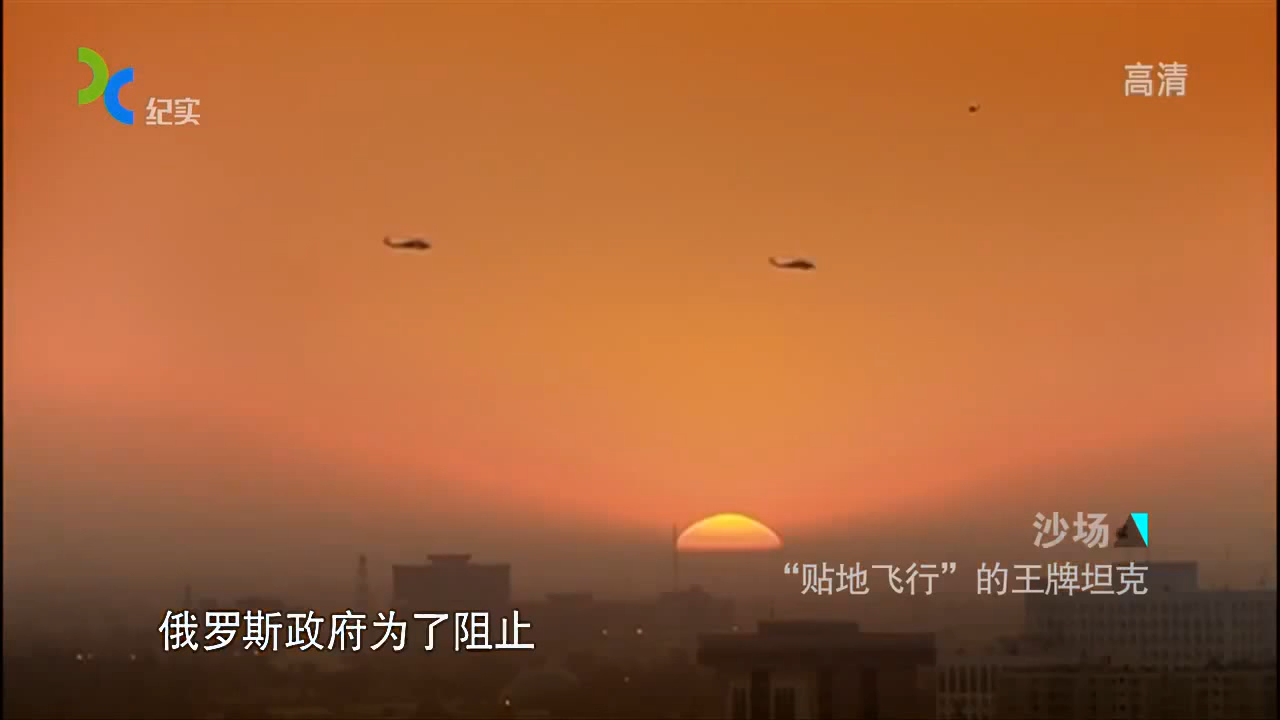 纪实
高清
沙场
“贴地飞行”的王牌坦克
俄罗斯政府为了阻止